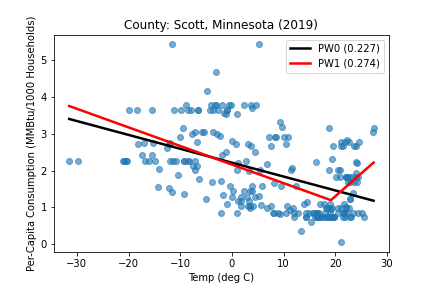 County: Scott, Minnesota (2019)
PW0 (0.227)
PW1 (0.274)
Per-Capita Consumption (MMBtu/1000 Households)
5
4
3
2
1
0
−30 −20 −10 0 10 20 30
Temp (deg C)